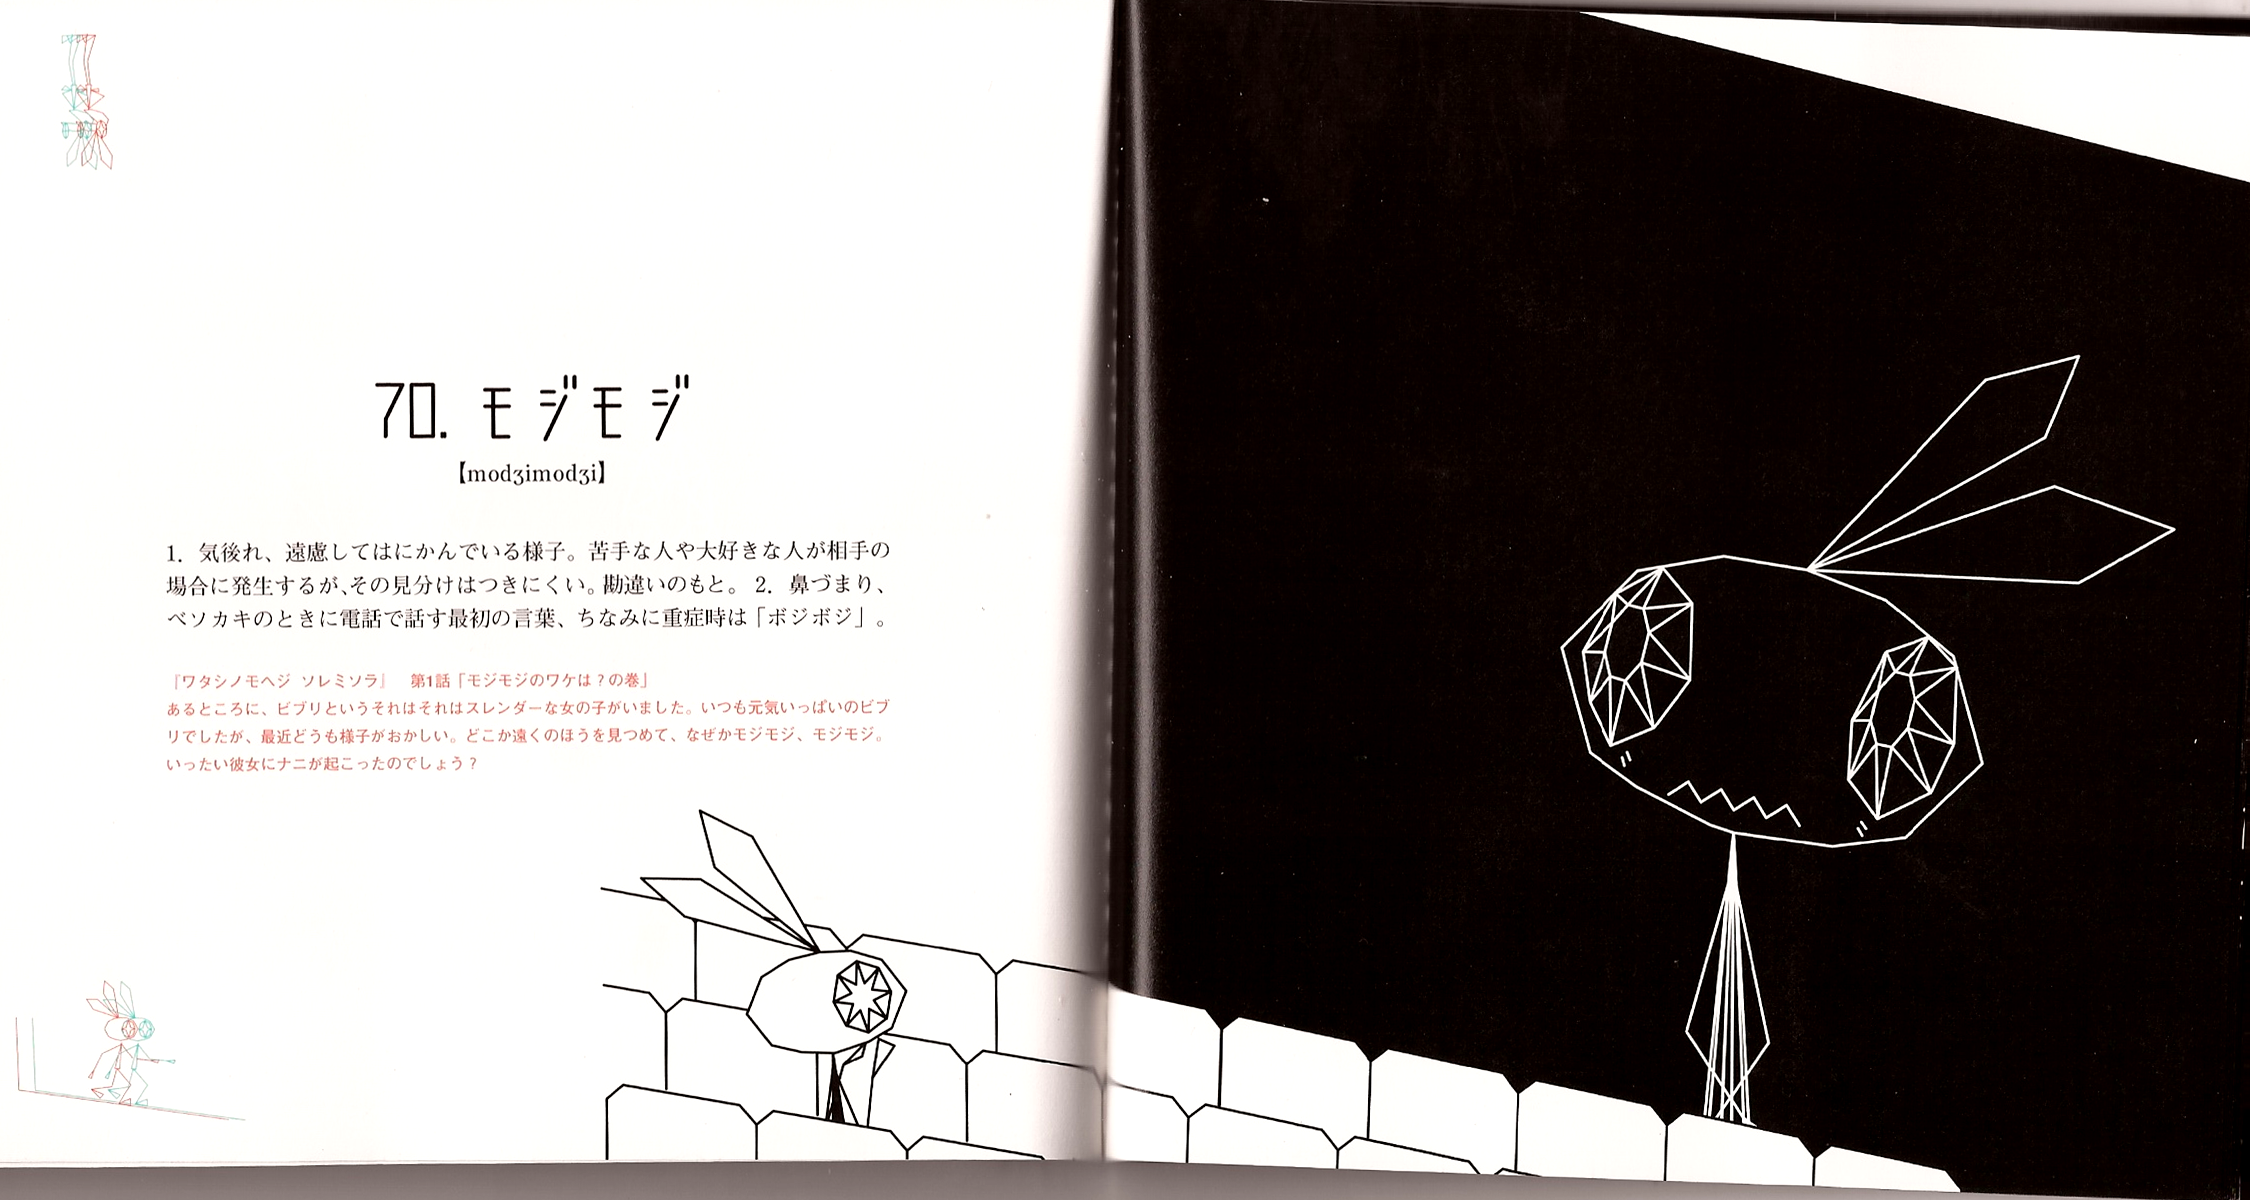 70. モジモジ
【modʒimodʒi】
1. 気後れ、遠慮してはにかんでいる様子。苦手な人や大好きな人が相手の
場合に発生するが、その見分けはつきにくい。勘違いのもと。 2. 鼻づまり、
ベソカキのときに電話で話す最初の言葉、ちなみに重症時は「ボジボジ」。
『ワタシノモヘジ ソレミソラ』 第1話「モジモジのワケは？の巻」
あるところに、ビブリというそれはそれはスレンダーな女の子がいました。いつも元気いっぱいのビブ
リでしたが、最近どうも様子がおかしい。どこか遠くのほうを見つめて、なぜかモジモジ、モジモジ。
いったい彼女にナニが起こったのでしょう？